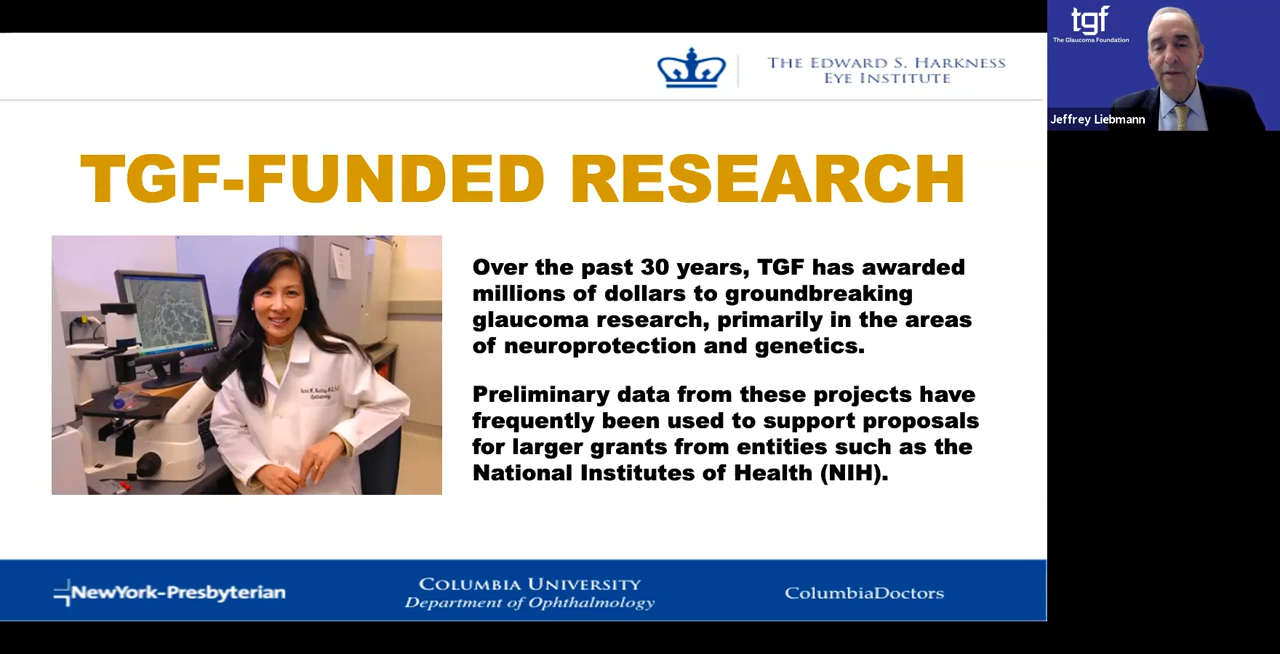 THE EDWARD S. HARKNESS
EYE INSTITUTE
tgf
The Glaucoma Foundation
Jeffrey Liebmann
TGF-FUNDED RESEARCH
Over the past 30 years, TGF has awarded
millions of dollars to groundbreaking
glaucoma research, primarily in the areas
of neuroprotection and genetics.
Preliminary data from these projects have
frequently been used to support proposals
for larger grants from entities such as the
National Institutes of Health (NIH).
NewYork-Presbyterian
COLUMBIA UNIVERSITY
Department of Ophthalmology
ColumbiaDoctors